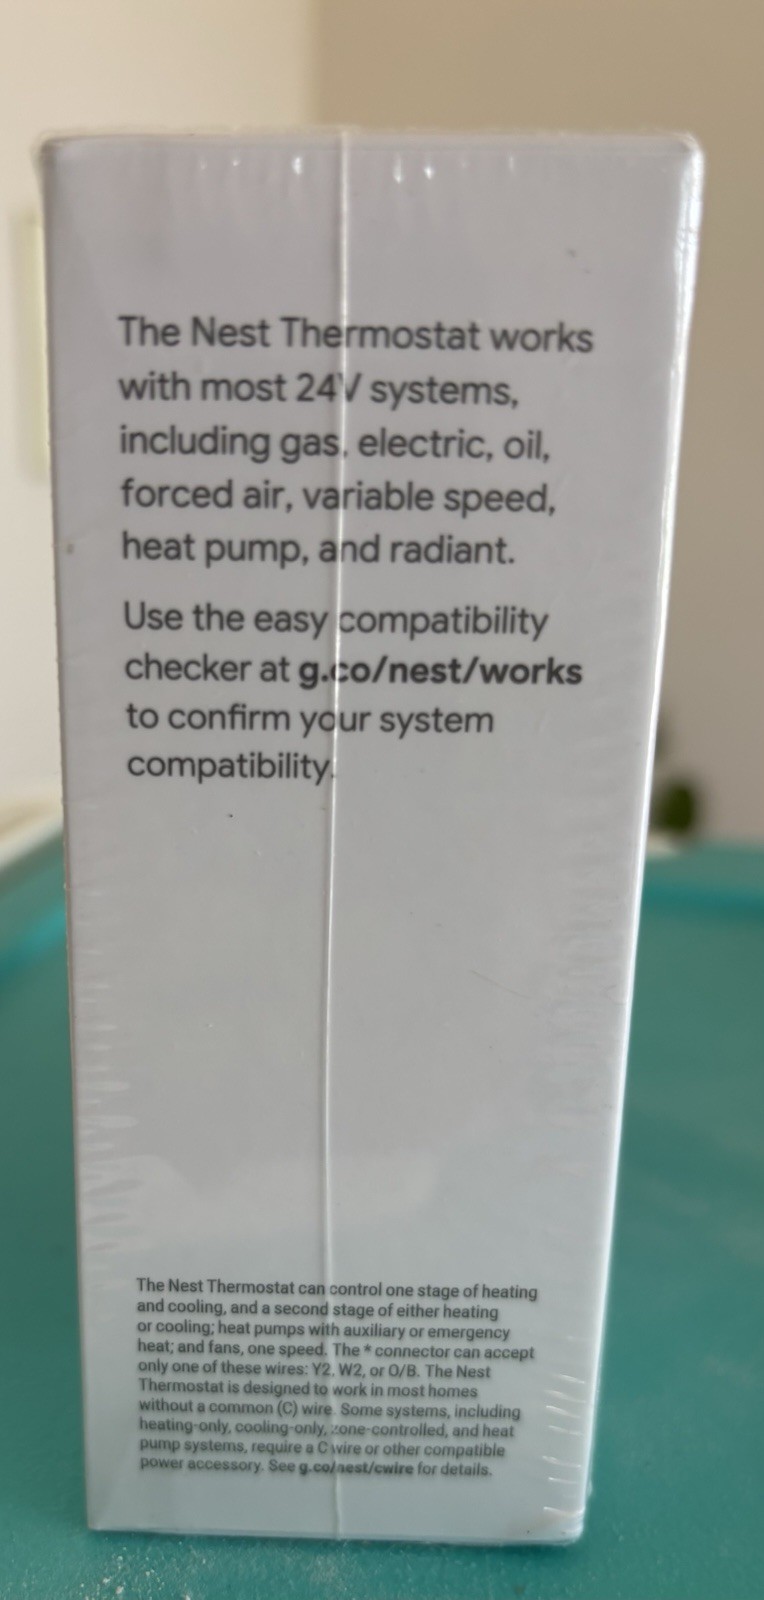 The Nest Thermostat works
with most 24V systems,
including gas, electric, oil,
forced air, variable speed,
heat pump, and radiant.
Use the easy compatibility
checker at g.co/nest/works
to confirm your system
compatibility.
The Nest Thermostat can control one stage of heating
and cooling, and a second stage of either heating
or cooling; heat pumps with auxiliary or emergency
heat; and fans, one speed. The * connector can accept
only one of these wires: Y2, W2, or O/B. The Nest
Thermostat is designed to work in most homes
without a common (C) wire. Some systems, including
heating-only, cooling-only, zone-controlled, and heat
pump systems, require a C wire or other compatible
power accessory. See g.co/nest/cwire for details.